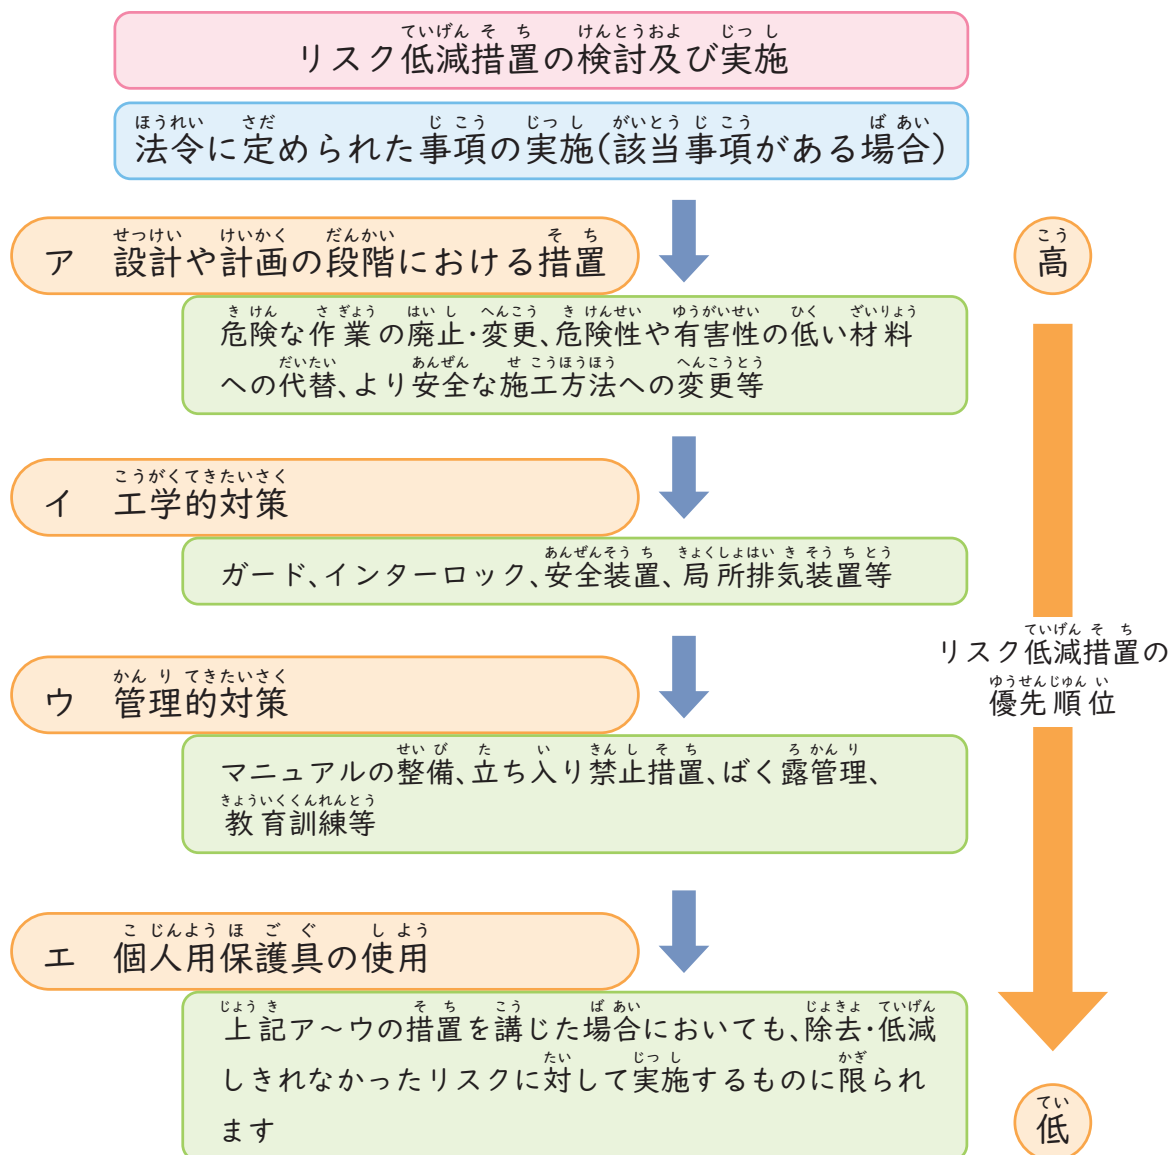 リスク低減措置の検討及び実施
法令に定められた事項の実施(該当事項がある場合)
ア 設計や計画の段階における措置
危険な作業の廃止・変更、危険性や有害性の低い材料
への代替、より安全な施工方法への変更等
イ 工学的対策
ガード、インターロック、安全装置、局所排気装置等
ウ 管理的対策
マニュアルの整備、立ち入り禁止措置、ばく露管理、
教育訓練等
エ 個人用保護具の使用
上記ア〜ウの措置を講じた場合においても、除去・低減
しきれなかったリスクに対して実施するものに限られ
ます
高
リスク低減措置の
優先順位
低